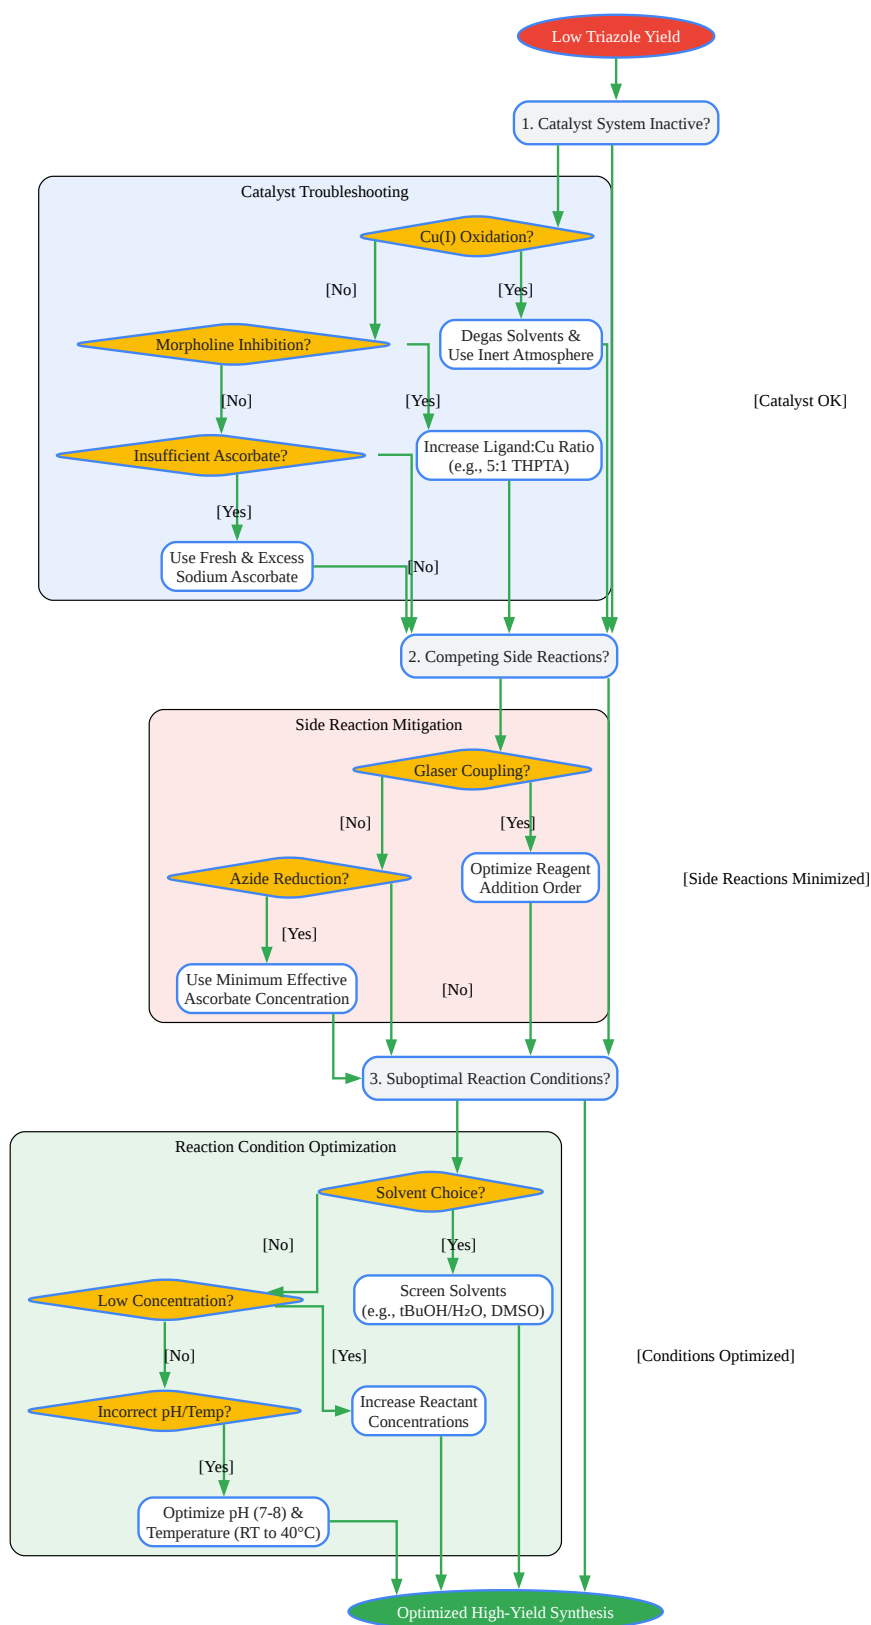 Low Triazole Yield
1. Catalyst System Inactive?
Catalyst Troubleshooting
Cu(I) Oxidation?
[No]
[Yes]
Morpholine Inhibition?
Degas Solvents &
Use Inert Atmosphere
[No]
[Yes]
[Catalyst OK]
Insufficient Ascorbate?
Increase Ligand:Cu Ratio
(e.g., 5:1 THPTA)
[Yes]
Use Fresh & Excess
Sodium Ascorbate
[No]
2. Competing Side Reactions?
Side Reaction Mitigation
Glaser Coupling?
[No]
[Yes]
Azide Reduction?
Optimize Reagent
Addition Order
[Side Reactions Minimized]
[Yes]
Use Minimum Effective
Ascorbate Concentration
[No]
3. Suboptimal Reaction Conditions?
Reaction Condition Optimization
Solvent Choice?
[No]
[Yes]
Low Concentration?
Screen Solvents
(e.g., tBuOH/H₂O, DMSO)
[No]
[Yes]
[Conditions Optimized]
Incorrect pH/Temp?
Increase Reactant
Concentrations
[Yes]
Optimize pH (7-8) &
Temperature (RT to 40°C)
Optimized High-Yield Synthesis